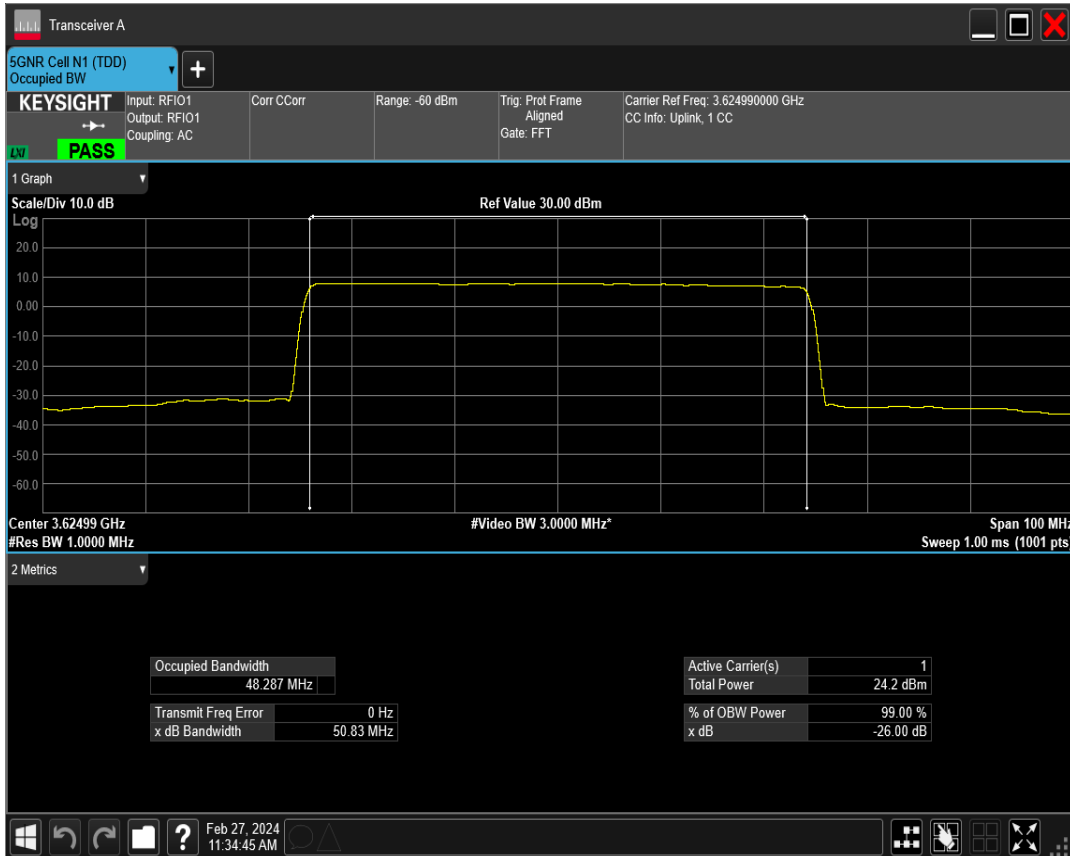 Transceiver A
5GNR Cell N1 (TDD)
Occupied BW
+
KEYSIGHT
LXI
PASS
Input: RFIO1
Output: RFIO1
Coupling: AC
Corr CCorr
Range: -60 dBm
Trig: Prot Frame
Aligned
Gate: FFT
Carrier Ref Freq: 3.624990000 GHz
CC Info: Uplink, 1 CC
1 Graph
Scale/Div 10.0 dB
Ref Value 30.00 dBm
Log
20.0
10.0
0.00
-10.0
-20.0
-30.0
-40.0
-50.0
-60.0
Center 3.62499 GHz
#Video BW 3.0000 MHz*
Span 100 MHz
#Res BW 1.0000 MHz
Sweep 1.00 ms (1001 pts)
2 Metrics
Occupied Bandwidth
48.287 MHz
Transmit Freq Error 0 Hz
x dB Bandwidth 50.83 MHz
Active Carrier(s) 1
Total Power 24.2 dBm
% of OBW Power 99.00 %
x dB -26.00 dB
?
Feb 27, 2024
11:34:45 AM